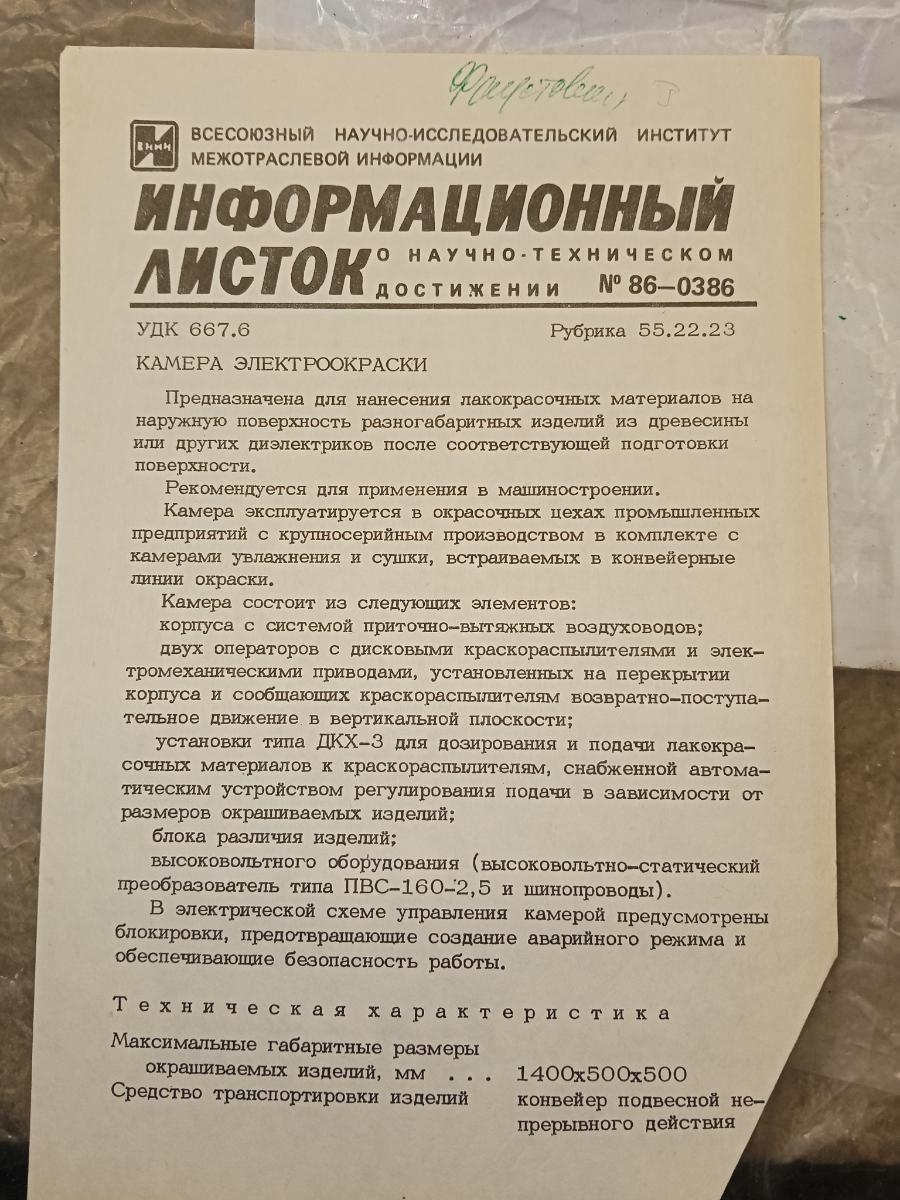 ВНИИ
ВСЕСОЮЗНЫЙ НАУЧНО-ИССЛЕДОВАТЕЛЬСКИЙ ИНСТИТУТ
МЕЖОТРАСЛЕВОЙ ИНФОРМАЦИИ
ИНФОРМАЦИОННЫЙ
ЛИСТОК О НАУЧНО-ТЕХНИЧЕСКОМ
ДОСТИЖЕНИИ № 86—0386
УДК 667.6 Рубрика 55.22.23
КАМЕРА ЭЛЕКТРООКРАСКИ
Предназначена для нанесения лакокрасочных материалов на
наружную поверхность разногабаритных изделий из древесины
или других диэлектриков после соответствующей подготовки
поверхности.
Рекомендуется для применения в машиностроении.
Камера эксплуатируется в окрасочных цехах промышленных
предприятий с крупносерийным производством в комплекте с
камерами увлажнения и сушки, встраиваемых в конвейерные
линии окраски.
Камера состоит из следующих элементов:
корпуса с системой приточно-вытяжных воздуховодов;
двух операторов с дисковыми краскораспылителями и элек-
тромеханическими приводами, установленных на перекрытии
корпуса и сообщающих краскораспылителям возвратно-поступа-
тельное движение в вертикальной плоскости;
установки типа ДКХ-3 для дозирования и подачи лакокра-
сочных материалов к краскораспылителям, снабженной автома-
тическим устройством регулирования подачи в зависимости от
размеров окрашиваемых изделий;
блока различия изделий;
высоковольтного оборудования (высоковольтно-статический
преобразователь типа ПВС-160-2,5 и шинопроводы).
В электрической схеме управления камерой предусмотрены
блокировки, предотвращающие создание аварийного режима и
обеспечивающие безопасность работы.
Техническая характеристика
Максимальные габаритные размеры
окрашиваемых изделий, мм ... 1400х500х500
Средство транспортировки изделий конвейер подвесной не-
прерывного действия